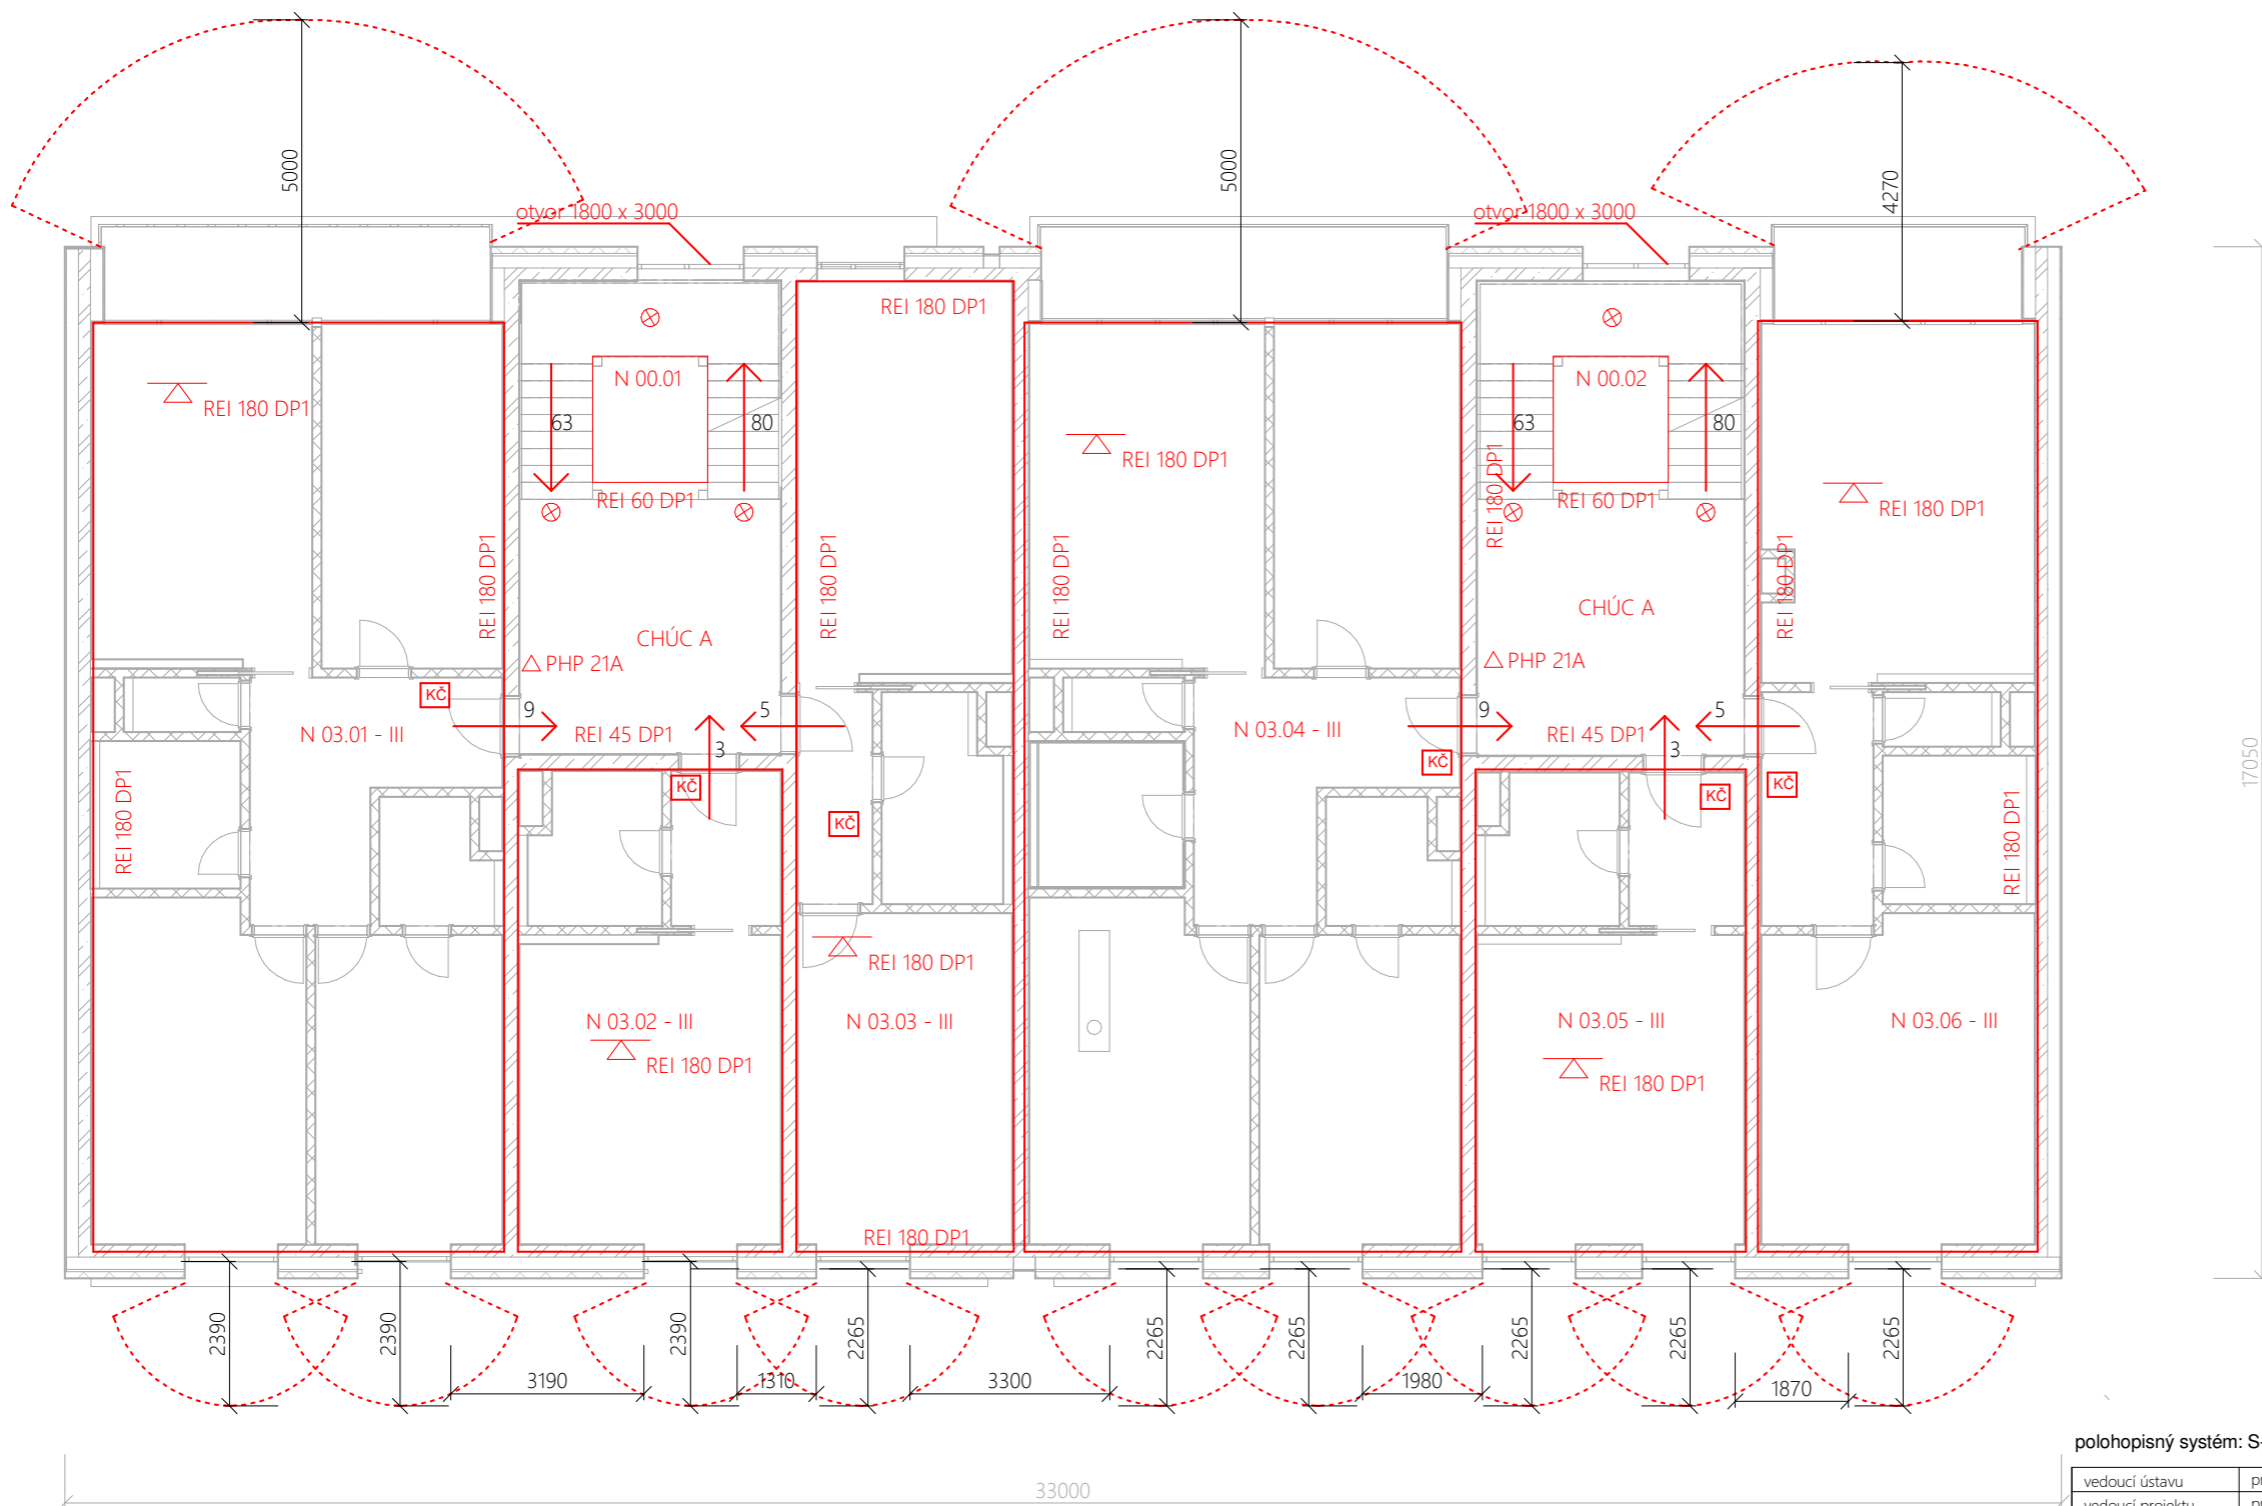 5000
5000
4270
otvor 1800 x 3000
otvor 1800 x 3000
REI 180 DP1
N 00.01
N 00.02
REI 180 DP1
63
80
63
80
REI 180 DP1
REI 180 DP1
REI 60 DP1
REI 60 DP1
REI 180 DP1
REI 180 DP1
REI 180 DP1
REI 180 DP1
REI 180 DP1
REI 180 DP1
CHÚC A
CHÚC A
PHP 21A
PHP 21A
KČ
9
5
9
5
N 03.01 - III
REI 45 DP1
3
N 03.04 - III
REI 45 DP1
3
17050
KČ
KČ
KČ
KČ
KČ
REI 180 DP1
REI 180 DP1
REI 180 DP1
N 03.02 - III
N 03.03 - III
N 03.05 - III
N 03.06 - III
REI 180 DP1
REI 180 DP1
REI 180 DP1
2390
2390
2390
2265
2265
2265
2265
2265
2265
3190
1310
3300
1980
1870
polohopisný systém: S-
vedoucí ústavu
vedoucí projektu
33000